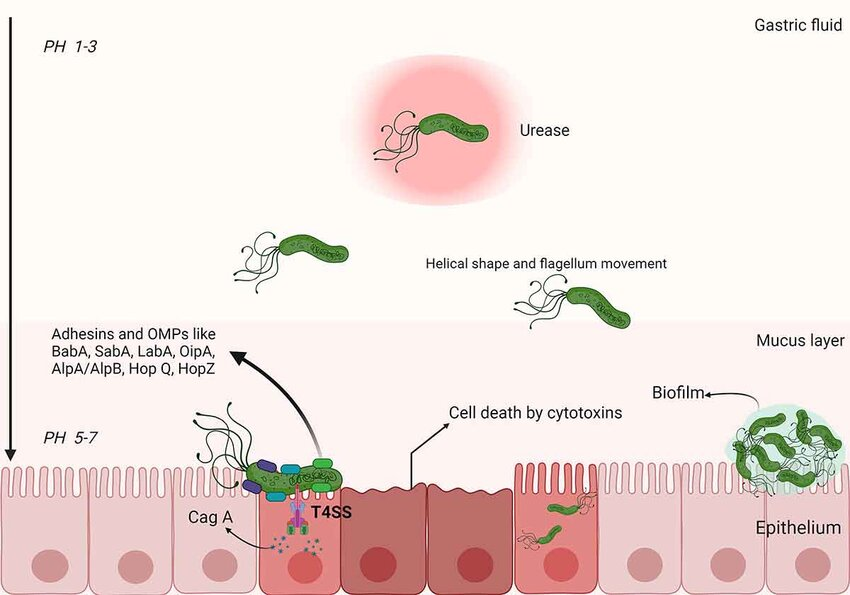 PH 1-3
Gastric fluid
Urease
Helical shape and flagellum movement
Adhesins and OMPs like
BabA, SabA, LabA, OipA,
AlpA/AlpB, Hop Q, HopZ
Mucus layer
Biofilm
Cell death by cytotoxins
PH 5-7
Cag A
T4SS
Epithelium